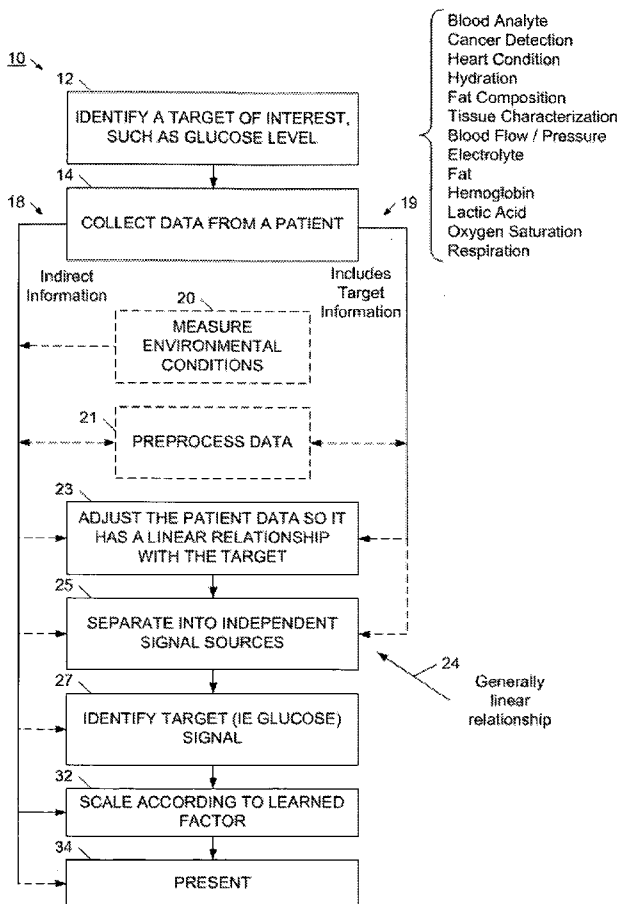 10
12
IDENTIFY A TARGET OF INTEREST,
SUCH AS GLUCOSE LEVEL
Blood Analyte
Cancer Detection
Heart Condition
Hydration
Fat Composition
Tissue Characterization
Blood Flow / Pressure
Electrolyte
Fat
Hemoglobin
Lactic Acid
Oxygen Saturation
Respiration
14
18
COLLECT DATA FROM A PATIENT
19
Indirect
Information
Includes
Target
Information
20
MEASURE
ENVIRONMENTAL
CONDITIONS
21
PREPROCESS DATA
23
ADJUST THE PATIENT DATA SO IT
HAS A LINEAR RELATIONSHIP
WITH THE TARGET
25
SEPARATE INTO INDEPENDENT
SIGNAL SOURCES
24
Generally
linear
relationship
27
IDENTIFY TARGET (IE GLUCOSE)
SIGNAL
32
SCALE ACCORDING TO LEARNED
FACTOR
34
PRESENT